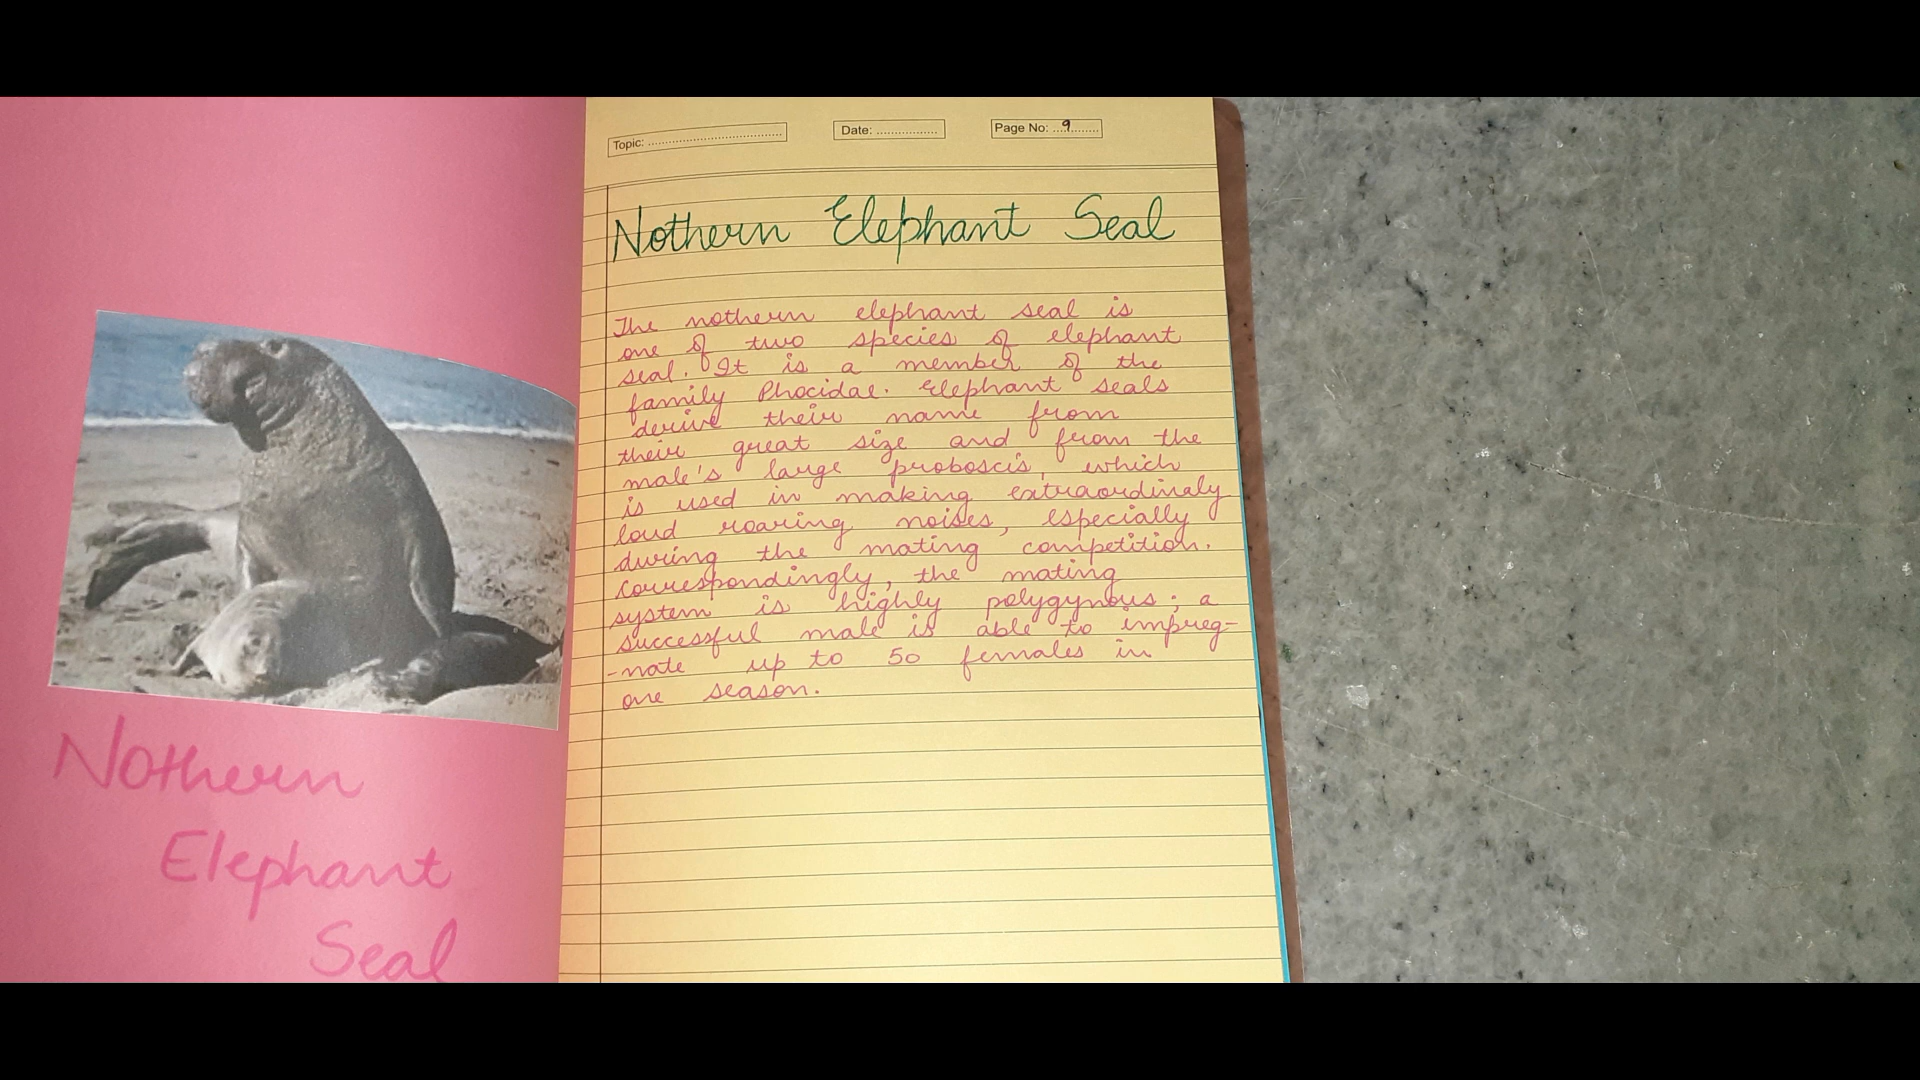 Nothern
Elephant
Seal
Topic: ..................................
Date: ................
Page No: ....9........
Nothern Elephant Seal
The nothern elephant seal is
one of two species of elephant
seal. It is a member of the
family Phocidae. Elephant seals
derive their name from
their great size and from the
male's large proboscis, which
is used in making extraordinaly
loud roaring noises, especially
during the mating competition.
Correspondingly, the mating
system is highly polygynous; a
successful male is able to impreg-
-nate up to 50 females in
one season.